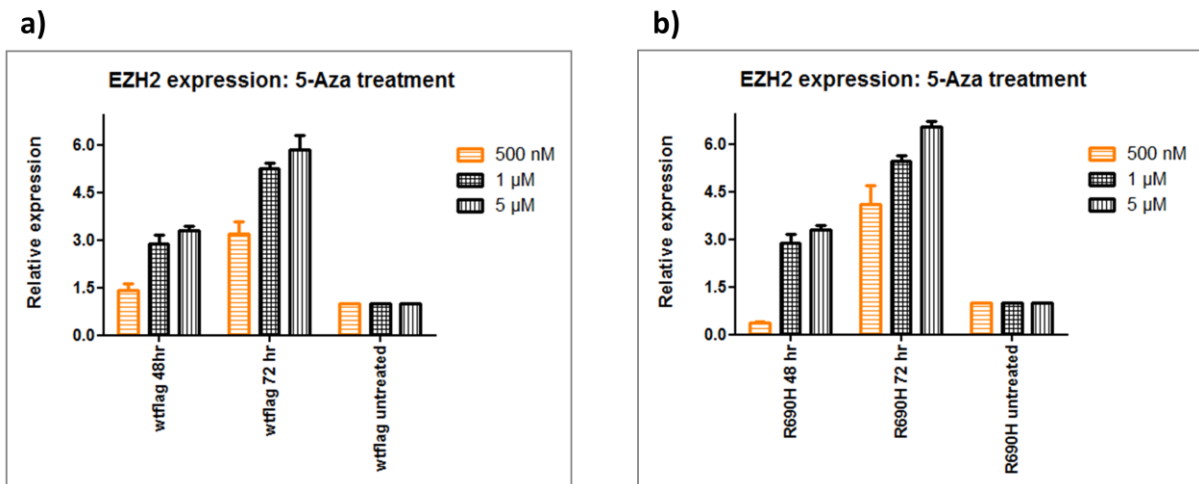 a)
EZH2 expression: 5-Aza treatment
Relative expression
6.0
4.5
3.0
1.5
0.0
500 nM
1 µM
5 µM
wtflag 48hr
wtflag 72 hr
wtflag untreated
b)
EZH2 expression: 5-Aza treatment
Relative expression
6.0
4.5
3.0
1.5
0.0
500 nM
1 µM
5 µM
R690H 48 hr
R690H 72 hr
R690H untreated